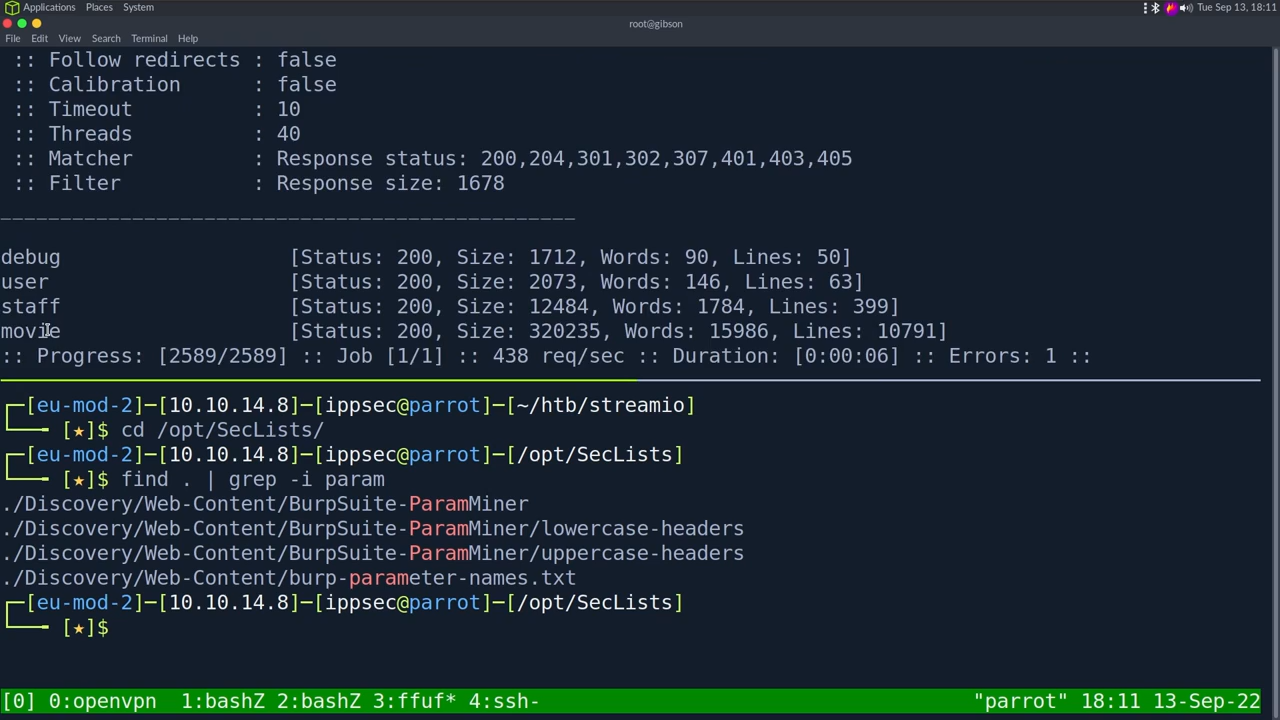 Applications Places System Tue Sep 13, 18:11
root@gibson
File Edit View Search Terminal Help
:: Follow redirects : false
:: Calibration : false
:: Timeout : 10
:: Threads : 40
:: Matcher : Response status: 200,204,301,302,307,401,403,405
:: Filter : Response size: 1678
________________________________________________
debug [Status: 200, Size: 1712, Words: 90, Lines: 50]
user [Status: 200, Size: 2073, Words: 146, Lines: 63]
staff [Status: 200, Size: 12484, Words: 1784, Lines: 399]
movie [Status: 200, Size: 320235, Words: 15986, Lines: 10791]
:: Progress: [2589/2589] :: Job [1/1] :: 438 req/sec :: Duration: [0:00:06] :: Errors: 1 ::
┌─[eu-mod-2]─[10.10.14.8]─[ippsec@parrot]─[~/htb/streamio]
└── [★]$ cd /opt/SecLists/
┌─[eu-mod-2]─[10.10.14.8]─[ippsec@parrot]─[/opt/SecLists]
└── [★]$ find . | grep -i param
./Discovery/Web-Content/BurpSuite-ParamMiner
./Discovery/Web-Content/BurpSuite-ParamMiner/lowercase-headers
./Discovery/Web-Content/BurpSuite-ParamMiner/uppercase-headers
./Discovery/Web-Content/burp-parameter-names.txt
┌─[eu-mod-2]─[10.10.14.8]─[ippsec@parrot]─[/opt/SecLists]
└── [★]$
[0] 0:openvpn 1:bashZ 2:bashZ 3:ffuf* 4:ssh- "parrot" 18:11 13-Sep-22